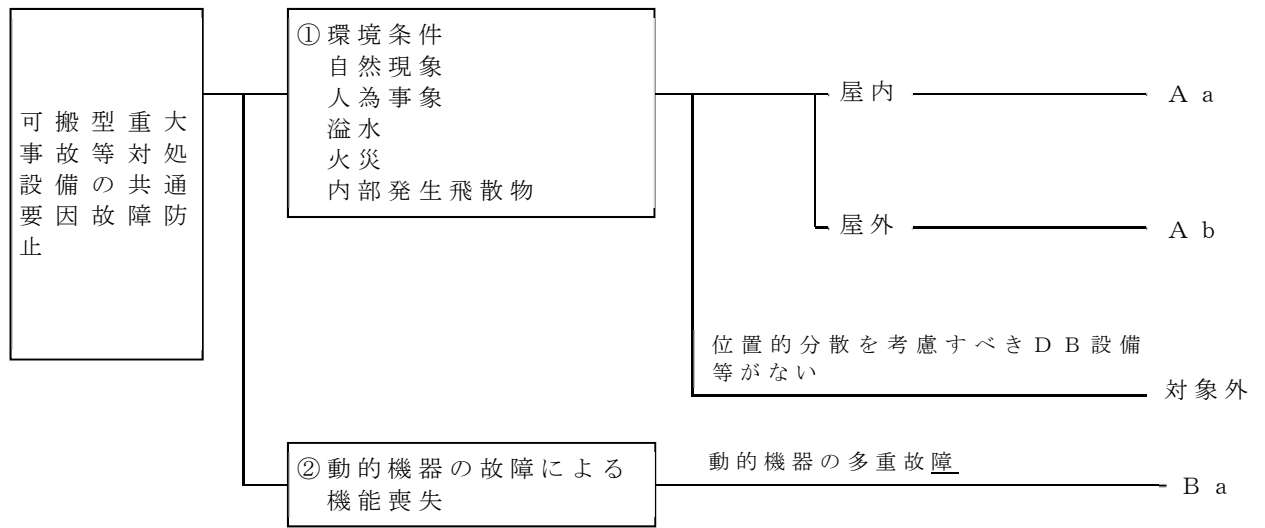 可搬型重大
事故等対処
設備の共通
要因故障防
止
①環境条件
自然現象
人為事象
溢水
火災
内部発生飛散物
屋内
Ａａ
屋外
Ａｂ
位置的分散を考慮すべきＤＢ設備
等がない
対象外
②動的機器の故障による
機能喪失
動的機器の多重故障
Ｂａ